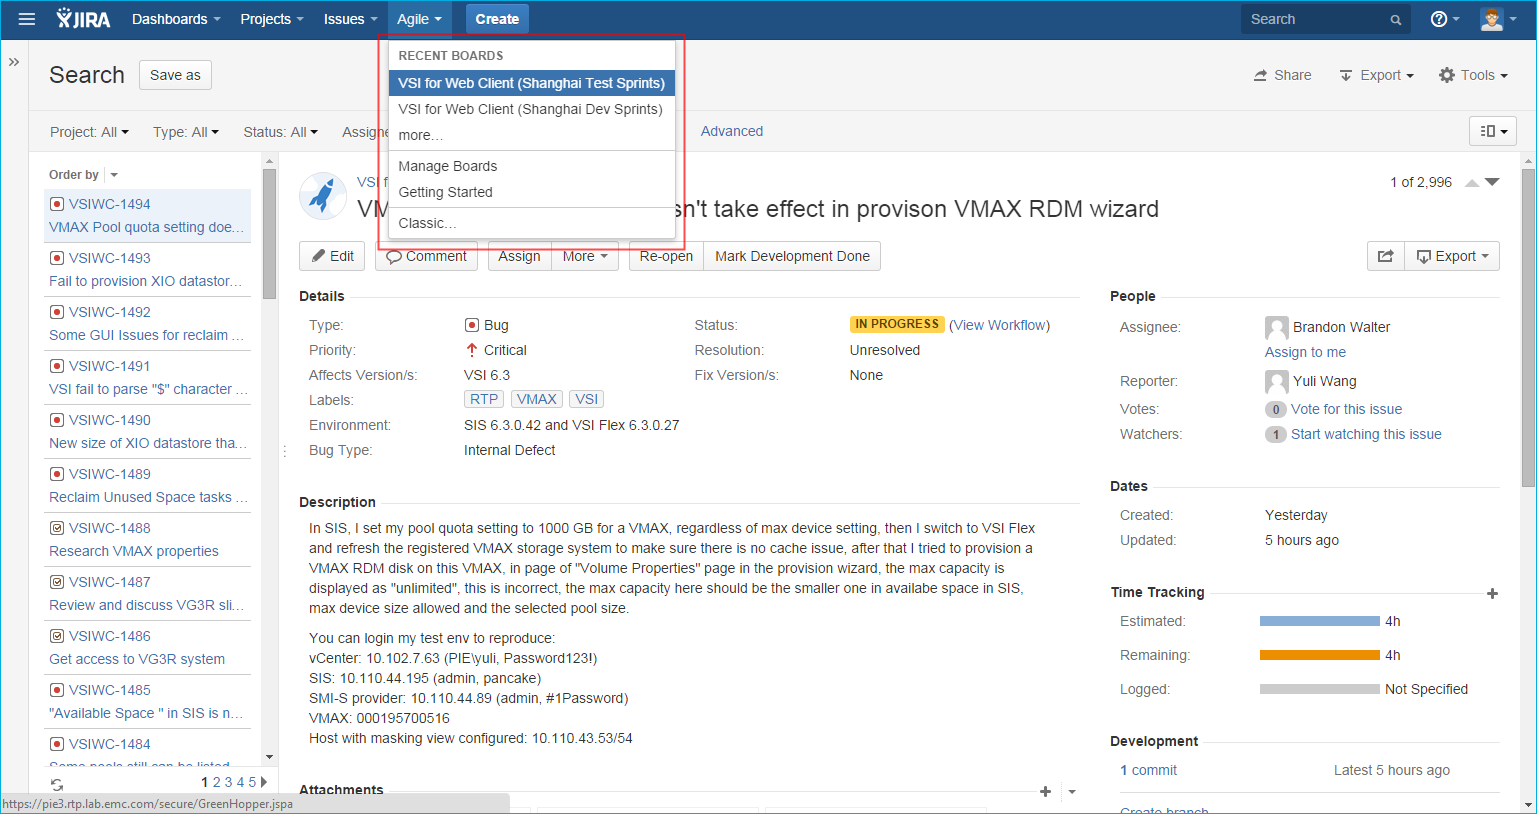 JIRA Dashboards Projects Issues Agile Create Search
RECENT BOARDS
VSI for Web Client (Shanghai Test Sprints)
VSI for Web Client (Shanghai Dev Sprints)
more...
Manage Boards
Getting Started
Classic...
Search Save as
Share Export Tools
Project: All Type: All Status: All Assigne Advanced
Order by
VSIWC-1494
VMAX Pool quota setting doe...
VSIWC-1493
Fail to provision XIO datastor...
VSIWC-1492
Some GUI Issues for reclaim ...
VSIWC-1491
VSI fail to parse "$" character ...
VSIWC-1490
New size of XIO datastore tha...
VSIWC-1489
Reclaim Unused Space tasks ...
VSIWC-1488
Research VMAX properties
VSIWC-1487
Review and discuss VG3R sli...
VSIWC-1486
Get access to VG3R system
VSIWC-1485
"Available Space " in SIS is n...
VSIWC-1484
Some pools still can be listed
1 2 3 4 5
https://pie3.rtp.lab.emc.com/secure/GreenHopper.jspa
VSI f
1 of 2,996
VM sn't take effect in provison VMAX RDM wizard
Edit Comment Assign More Re-open Mark Development Done
Export
Details
Type: Bug
Priority: Critical
Affects Version/s: VSI 6.3
Labels: RTP VMAX VSI
Environment: SIS 6.3.0.42 and VSI Flex 6.3.0.27
Bug Type: Internal Defect
Status: IN PROGRESS (View Workflow)
Resolution: Unresolved
Fix Version/s: None
Description
In SIS, I set my pool quota setting to 1000 GB for a VMAX, regardless of max device setting, then I switch to VSI Flex
and refresh the registered VMAX storage system to make sure there is no cache issue, after that I tried to provision a
VMAX RDM disk on this VMAX, in page of "Volume Properties" page in the provision wizard, the max capacity is
displayed as "unlimited", this is incorrect, the max capacity here should be the smaller one in availabe space in SIS,
max device size allowed and the selected pool size.
You can login my test env to reproduce:
vCenter: 10.102.7.63 (PIE\yuli, Password123!)
SIS: 10.110.44.195 (admin, pancake)
SMI-S provider: 10.110.44.89 (admin, #1Password)
VMAX: 000195700516
Host with masking view configured: 10.110.43.53/54
Attachments
People
Assignee: Brandon Walter
Assign to me
Reporter: Yuli Wang
Votes: 0 Vote for this issue
Watchers: 1 Start watching this issue
Dates
Created: Yesterday
Updated: 5 hours ago
Time Tracking
Estimated: 4h
Remaining: 4h
Logged: Not Specified
Development
1 commit Latest 5 hours ago
Create branch